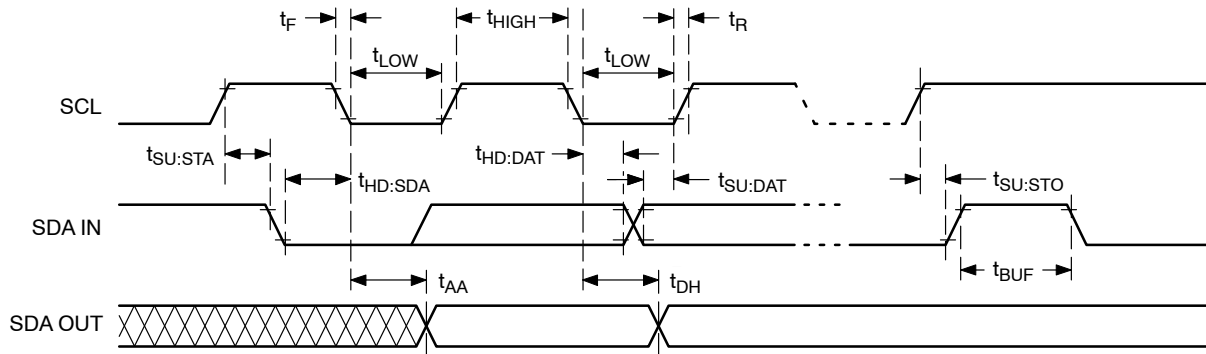 tF
tHIGH
tR
tLOW
tLOW
SCL
tSU:STA
tHD:DAT
tHD:SDA
tSU:DAT
tSU:STO
SDA IN
tBUF
tAA
tDH
SDA OUT